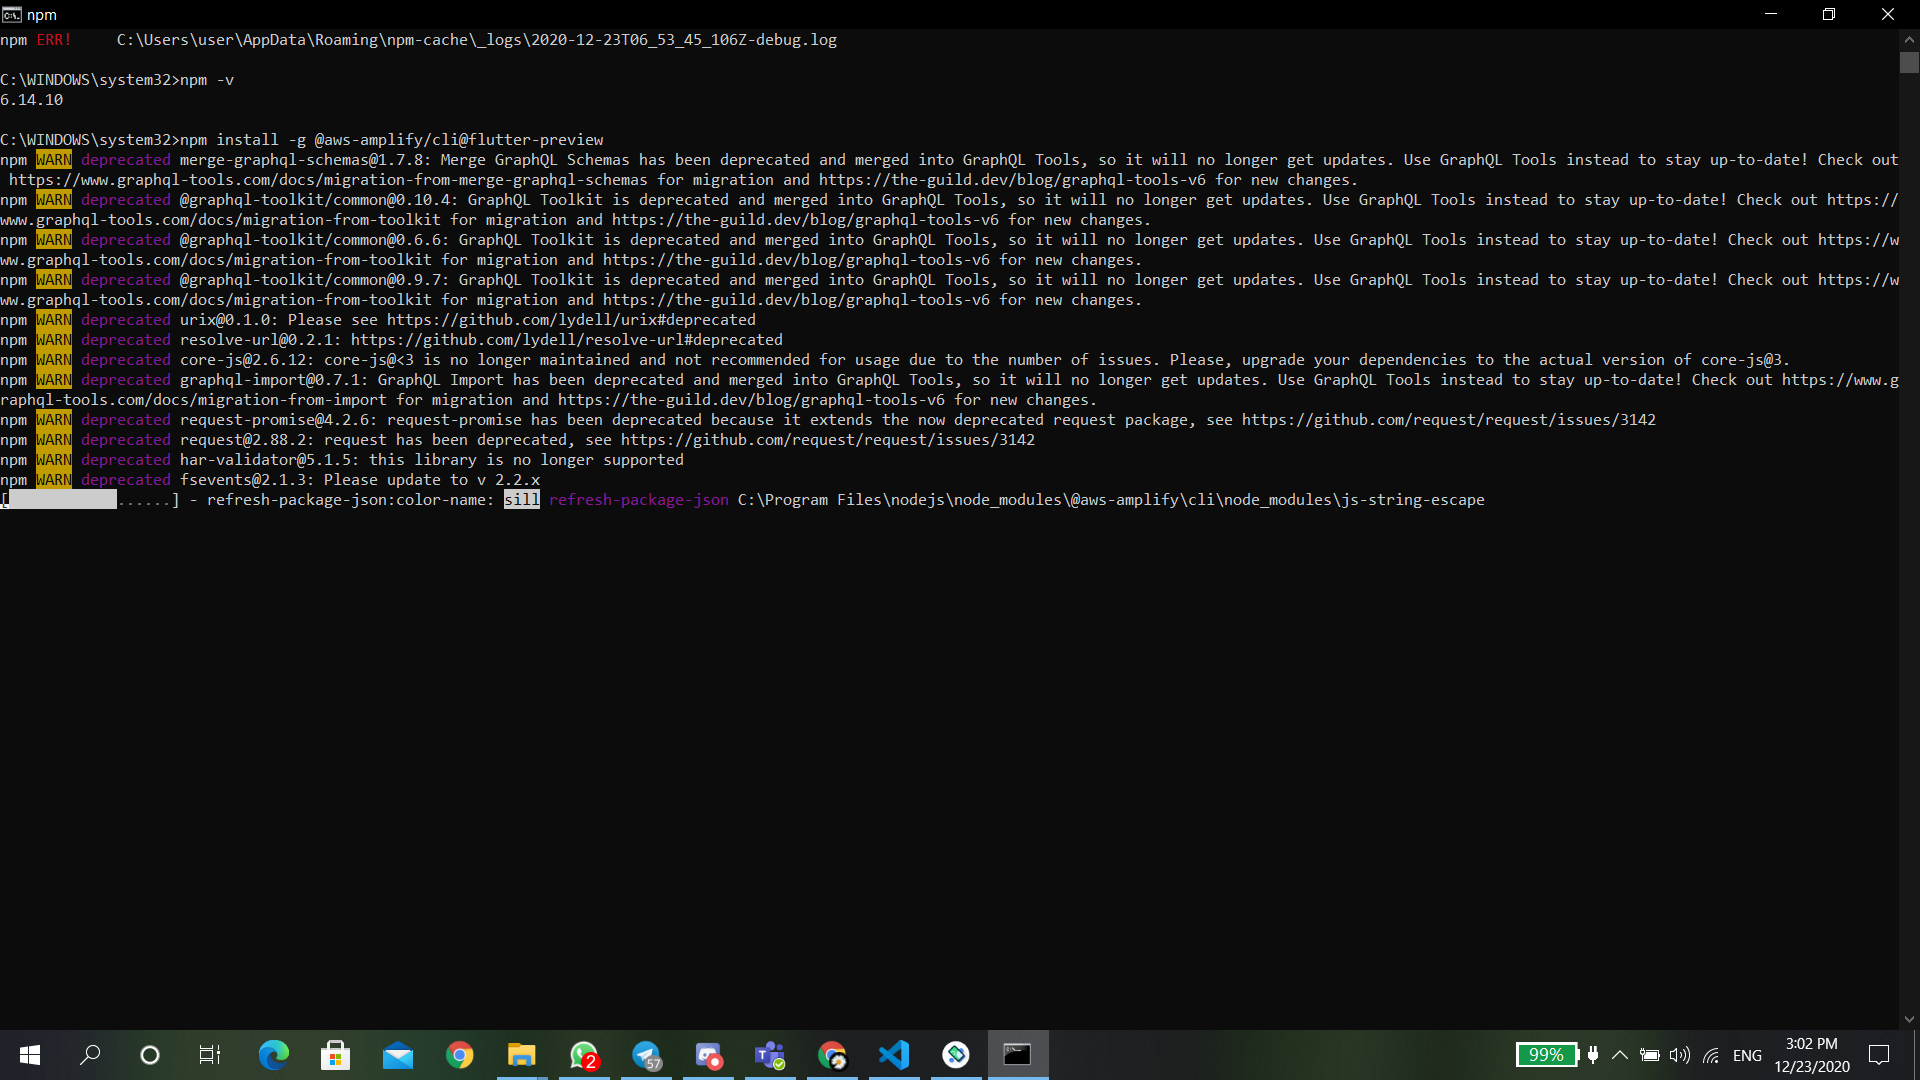 npm
npm ERR!     C:\Users\user\AppData\Roaming\npm-cache\_logs\2020-12-23T06_53_45_106Z-debug.log
C:\WINDOWS\system32>npm -v
6.14.10
C:\WINDOWS\system32>npm install -g @aws-amplify/cli@flutter-preview
npm WARN deprecated merge-graphql-schemas@1.7.8: Merge GraphQL Schemas has been deprecated and merged into GraphQL Tools, so it will no longer get updates. Use GraphQL Tools instead to stay up-to-date! Check out
https://www.graphql-tools.com/docs/migration-from-merge-graphql-schemas for migration and https://the-guild.dev/blog/graphql-tools-v6 for new changes.
npm WARN deprecated @graphql-toolkit/common@0.10.4: GraphQL Toolkit is deprecated and merged into GraphQL Tools, so it will no longer get updates. Use GraphQL Tools instead to stay up-to-date! Check out https://
www.graphql-tools.com/docs/migration-from-toolkit for migration and https://the-guild.dev/blog/graphql-tools-v6 for new changes.
npm WARN deprecated @graphql-toolkit/common@0.6.6: GraphQL Toolkit is deprecated and merged into GraphQL Tools, so it will no longer get updates. Use GraphQL Tools instead to stay up-to-date! Check out https://w
ww.graphql-tools.com/docs/migration-from-toolkit for migration and https://the-guild.dev/blog/graphql-tools-v6 for new changes.
npm WARN deprecated @graphql-toolkit/common@0.9.7: GraphQL Toolkit is deprecated and merged into GraphQL Tools, so it will no longer get updates. Use GraphQL Tools instead to stay up-to-date! Check out https://w
ww.graphql-tools.com/docs/migration-from-toolkit for migration and https://the-guild.dev/blog/graphql-tools-v6 for new changes.
npm WARN deprecated urix@0.1.0: Please see https://github.com/lydell/urix#deprecated
npm WARN deprecated resolve-url@0.2.1: https://github.com/lydell/resolve-url#deprecated
npm WARN deprecated core-js@2.6.12: core-js@<3 is no longer maintained and not recommended for usage due to the number of issues. Please, upgrade your dependencies to the actual version of core-js@3.
npm WARN deprecated graphql-import@0.7.1: GraphQL Import has been deprecated and merged into GraphQL Tools, so it will no longer get updates. Use GraphQL Tools instead to stay up-to-date! Check out https://www.g
raphql-tools.com/docs/migration-from-import for migration and https://the-guild.dev/blog/graphql-tools-v6 for new changes.
npm WARN deprecated request-promise@4.2.6: request-promise has been deprecated because it extends the now deprecated request package, see https://github.com/request/request/issues/3142
npm WARN deprecated request@2.88.2: request has been deprecated, see https://github.com/request/request/issues/3142
npm WARN deprecated har-validator@5.1.5: this library is no longer supported
npm WARN deprecated fsevents@2.1.3: Please update to v 2.2.x
[            ......] - refresh-package-json:color-name: sill refresh-package-json C:\Program Files\nodejs\node_modules\@aws-amplify\cli\node_modules\js-string-escape
2
57
99%
ENG
3:02 PM
12/23/2020